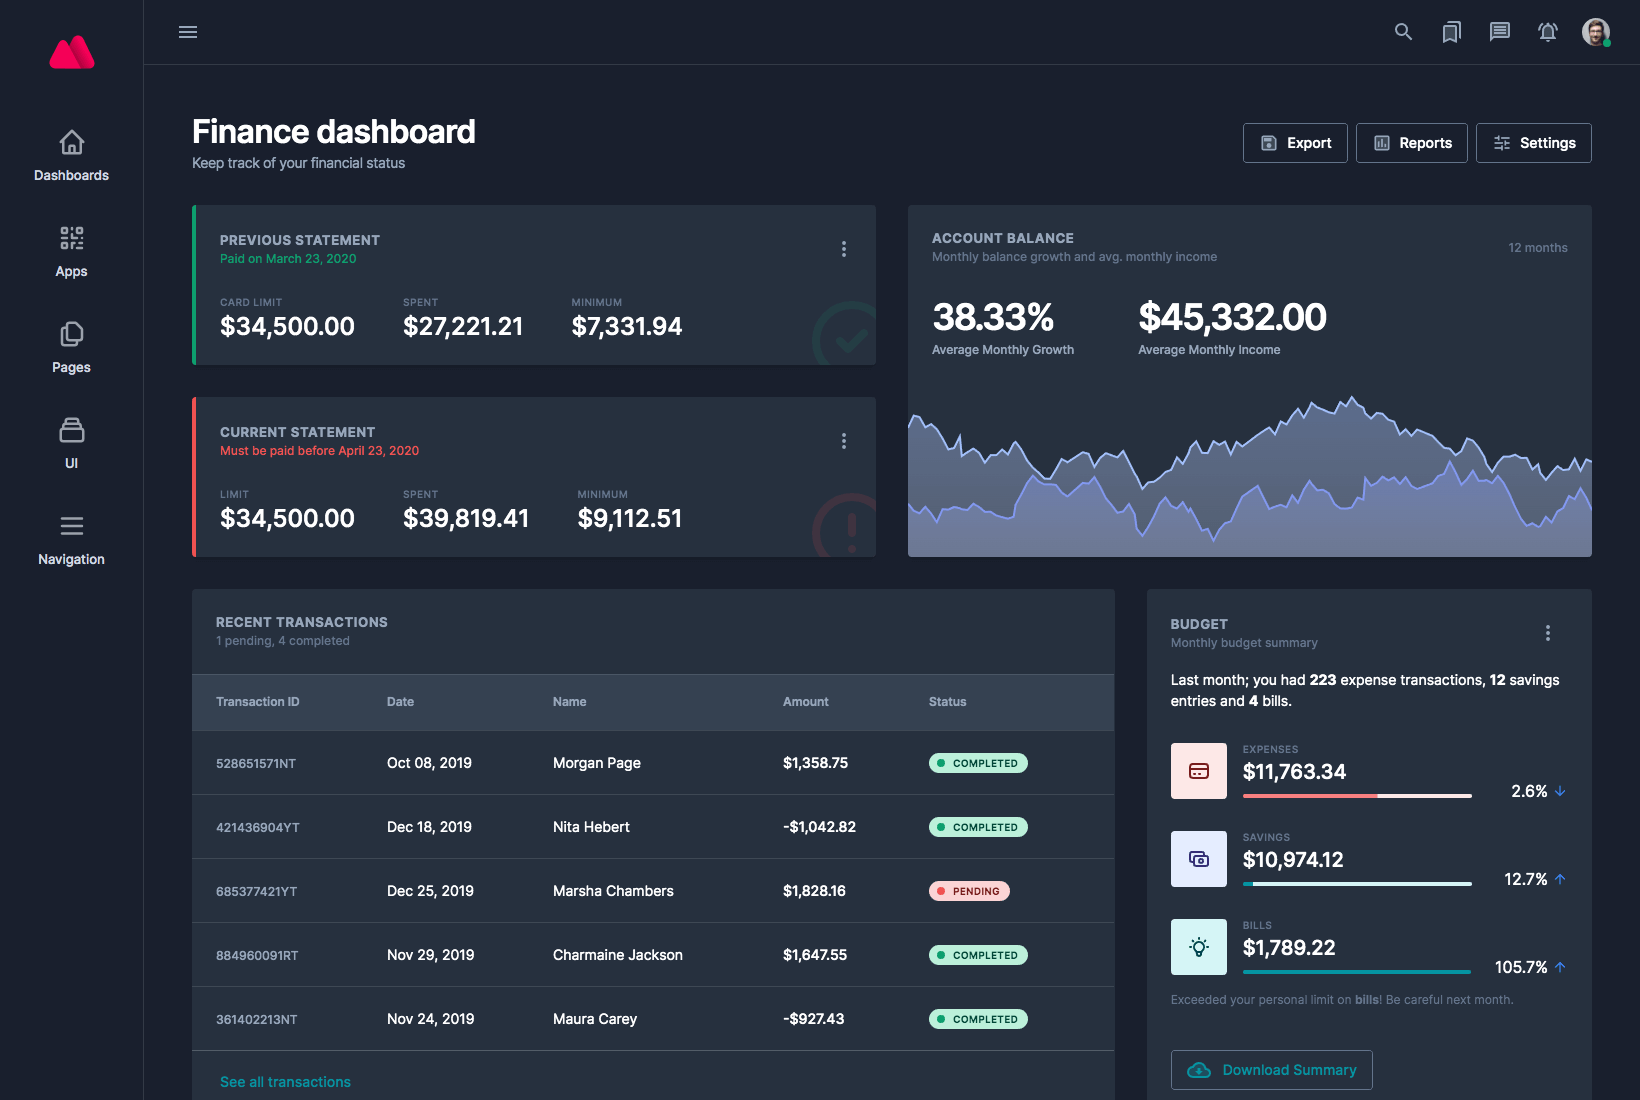 Dashboards
Apps
Pages
UI
Navigation
Finance dashboard
Keep track of your financial status
Export
Reports
Settings
PREVIOUS STATEMENT
Paid on March 23, 2020
CARD LIMIT SPENT MINIMUM
$34,500.00 $27,221.21 $7,331.94
CURRENT STATEMENT
Must be paid before April 23, 2020
LIMIT SPENT MINIMUM
$34,500.00 $39,819.41 $9,112.51
ACCOUNT BALANCE
Monthly balance growth and avg. monthly income
12 months
38.33% $45,332.00
Average Monthly Growth Average Monthly Income
RECENT TRANSACTIONS
1 pending, 4 completed
Transaction ID Date Name Amount Status
528651571NT Oct 08, 2019 Morgan Page $1,358.75 COMPLETED
421436904YT Dec 18, 2019 Nita Hebert -$1,042.82 COMPLETED
685377421YT Dec 25, 2019 Marsha Chambers $1,828.16 PENDING
884960091RT Nov 29, 2019 Charmaine Jackson $1,647.55 COMPLETED
361402213NT Nov 24, 2019 Maura Carey -$927.43 COMPLETED
See all transactions
BUDGET
Monthly budget summary
Last month; you had 223 expense transactions, 12 savings
entries and 4 bills.
EXPENSES
$11,763.34
2.6%
SAVINGS
$10,974.12
12.7%
BILLS
$1,789.22
105.7%
Exceeded your personal limit on bills! Be careful next month.
Download Summary